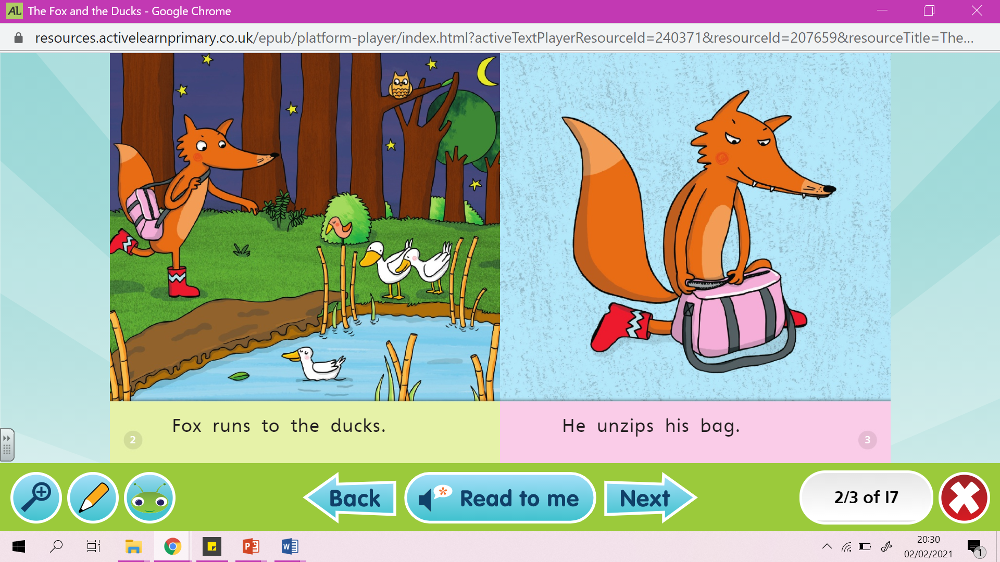 AL The Fox and the Ducks - Google Chrome
resources.activelearnprimary.co.uk/epub/platform-player/index.html?activeTextPlayerResourceId=240371&resourceId=207659&resourceTitle=The...
Fox runs to the ducks.
2
He unzips his bag.
3
Back
Read to me
Next
2/3 of 17
P
W
20:30
02/02/2021
1